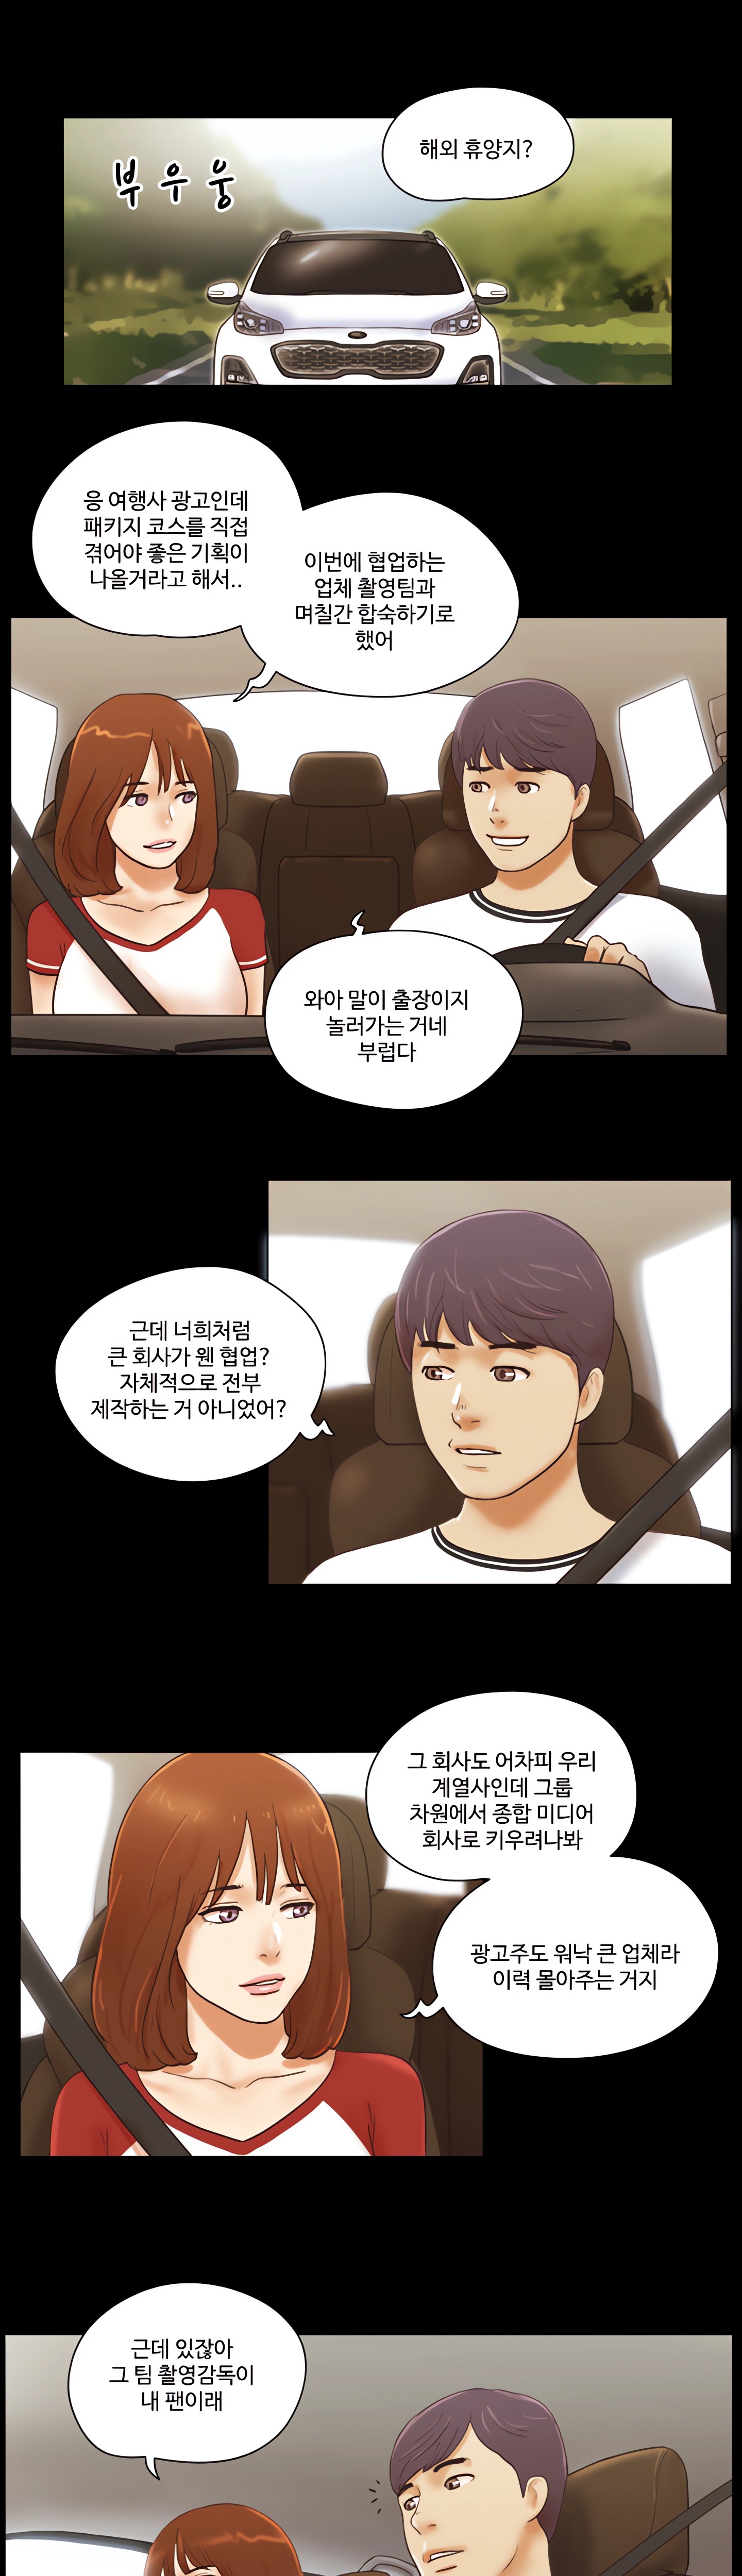 해외 휴양지?
부우웅
응 여행사 광고인데
패키지 코스를 직접
겪어야 좋은 기획이
나올거라고 해서..
이번에 협업하는
업체 촬영팀과
며칠간 합숙하기로
했어
와아 말이 출장이지
놀러가는 거네
부럽다
근데 너희처럼
큰 회사가 웬 협업?
자체적으로 전부
제작하는 거 아니었어?
그 회사도 어차피 우리
계열사인데 그룹
차원에서 종합 미디어
회사로 키우려나봐
광고주도 워낙 큰 업체라
이력 몰아주는 거지
근데 있잖아
그 팀 촬영감독이
내 팬이래